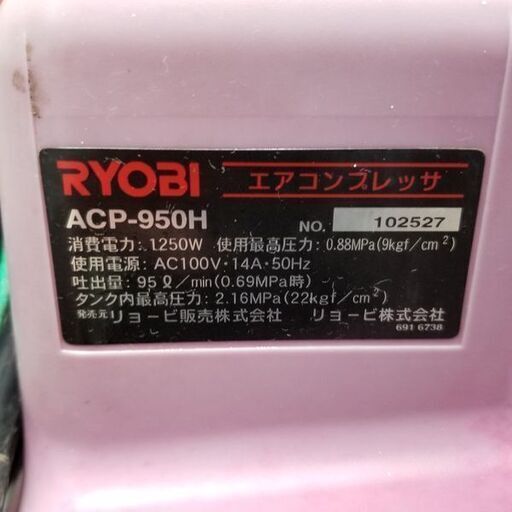 RYOBI エアコンプレッサ
ACP-950H NO. 102527
消費電力: 1250W 使用最高圧力: 0.88MPa(9kgf/cm²)
使用電源: AC100V・14A・50Hz
吐出量: 95ℓ/min(0.69MPa時)
タンク内最高圧力: 2.16MPa(22kgf/cm²)
発売元 リョービ販売株式会社 リョービ株式会社
691 6738